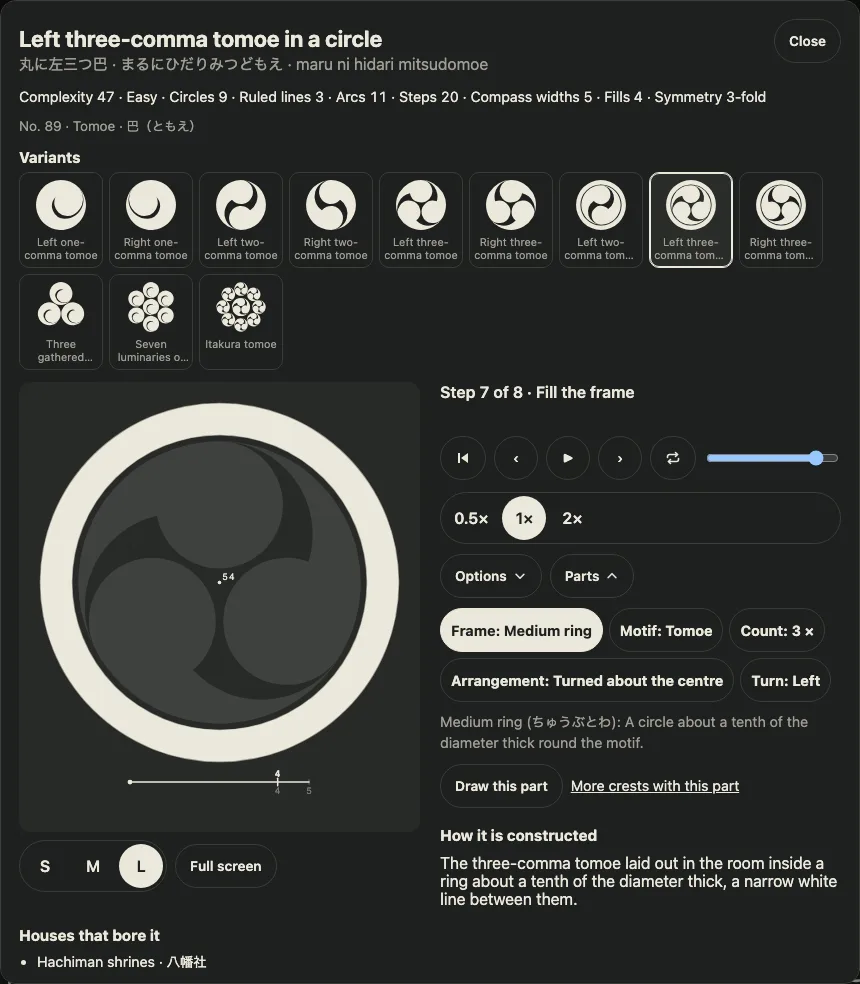 Left three-comma tomoe in a circle
Close
丸に左三つ巴 · まるにひだりみつどもえ · maru ni hidari mitsudomoe
Complexity 47 · Easy · Circles 9 · Ruled lines 3 · Arcs 11 · Steps 20 · Compass widths 5 · Fills 4 · Symmetry 3-fold
No. 89 · Tomoe · 巴（ともえ）
Variants
Left one-
comma tomoe
Right one-
comma tomoe
Left two-
comma tomoe
Right two-
comma tomoe
Left three-
comma tomoe
Right three-
comma tomoe
Left two-
comma tom...
Left three-
comma tom...
Right three-
comma tom...
Three
gathered...
Seven
luminaries o...
Itakura tomoe
54
4
4
5
S
M
L
Full screen
Step 7 of 8 · Fill the frame
0.5×
1×
2×
Options
Parts
Frame: Medium ring
Motif: Tomoe
Count: 3 ×
Arrangement: Turned about the centre
Turn: Left
Medium ring (ちゅうぶとわ): A circle about a tenth of the
diameter thick round the motif.
Draw this part
More crests with this part
How it is constructed
The three-comma tomoe laid out in the room inside a
ring about a tenth of the diameter thick, a narrow white
line between them.
Houses that bore it
• Hachiman shrines · 八幡社